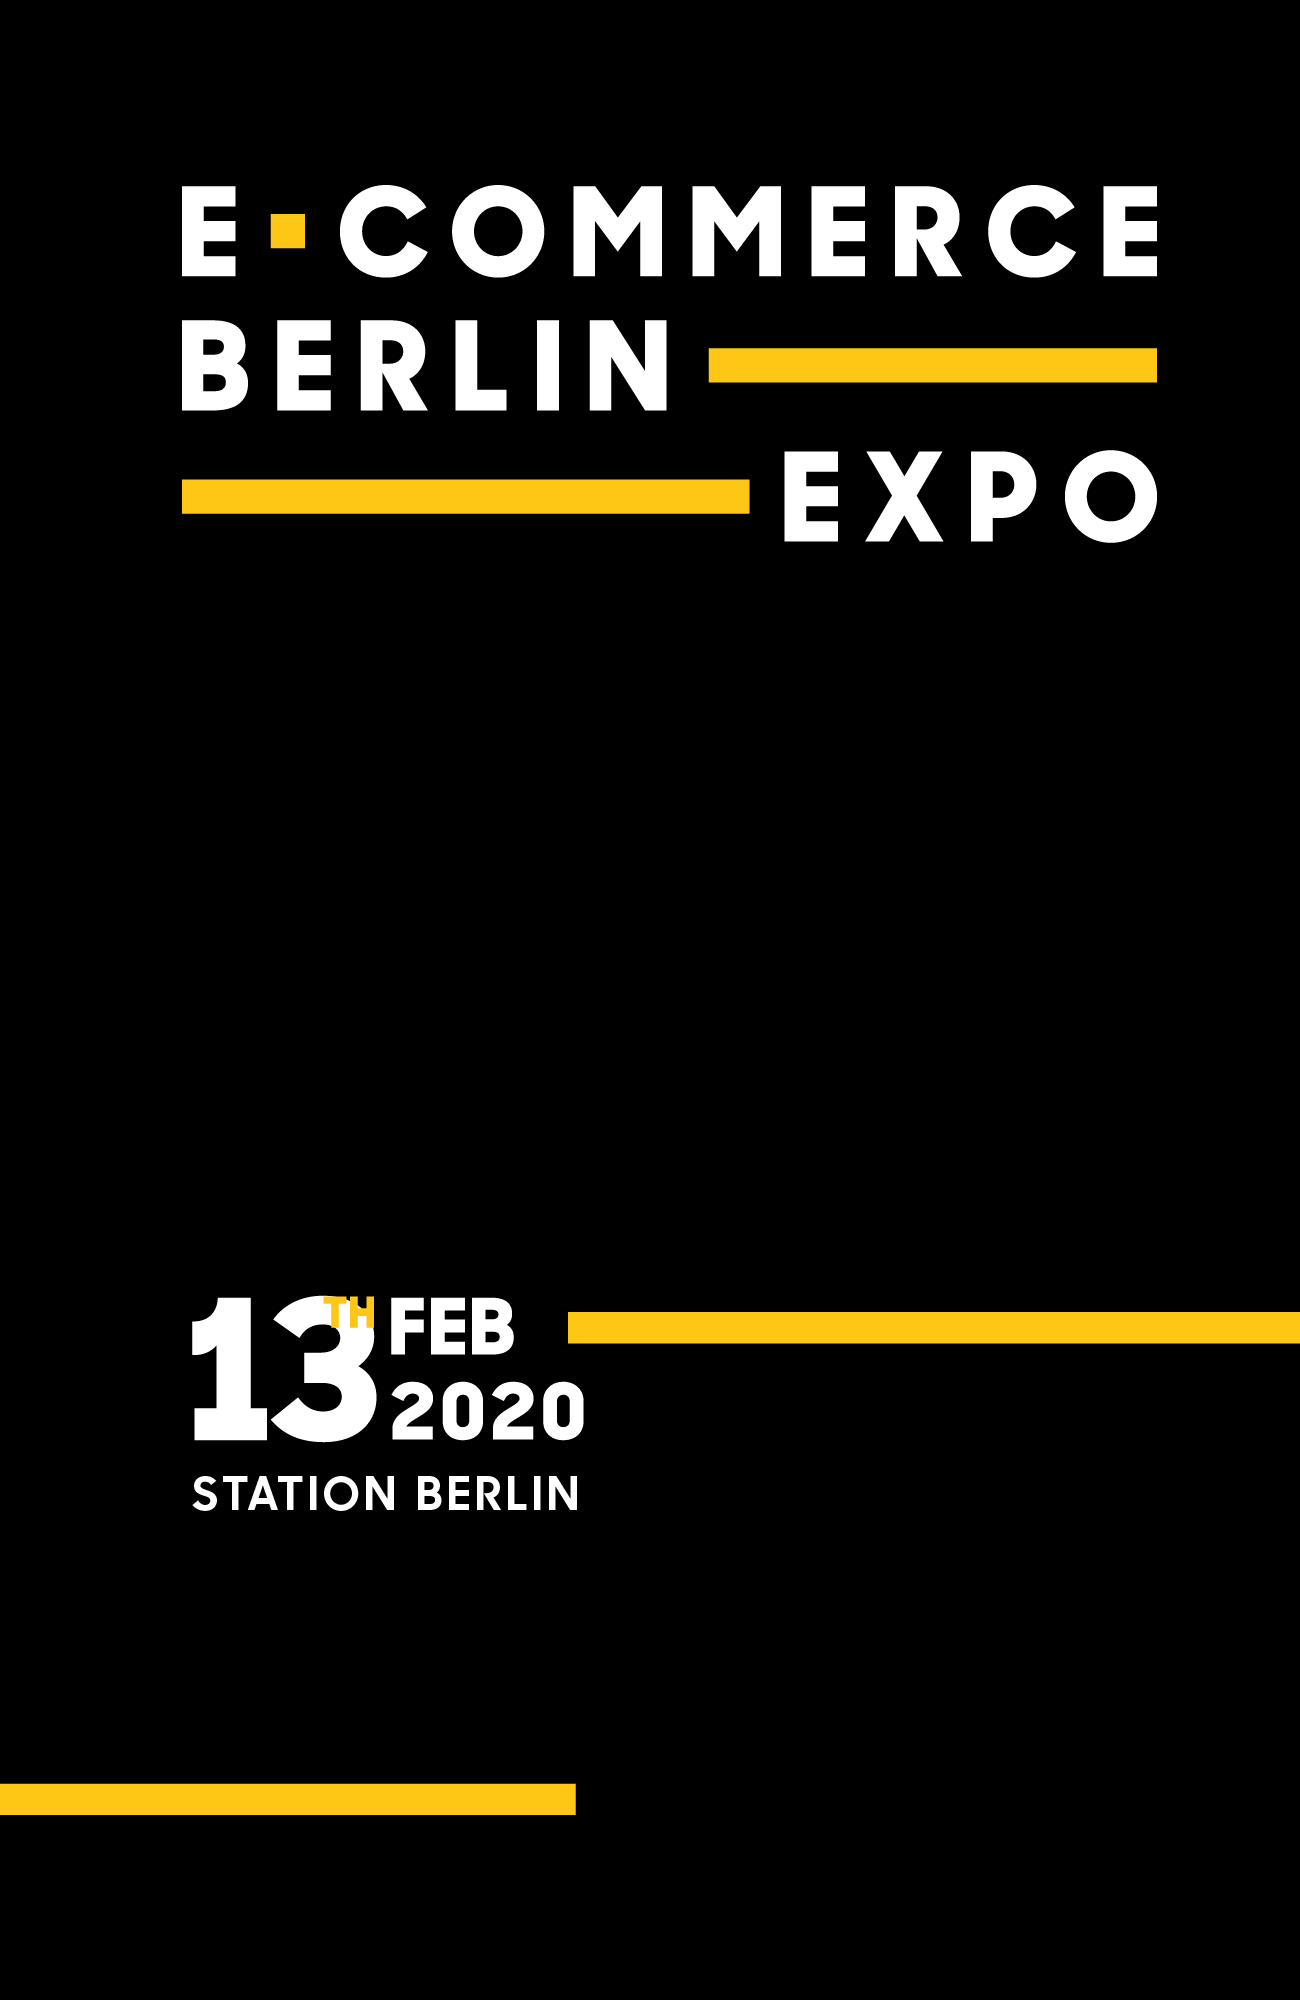 E-COMMERCE
BERLIN
EXPO
13TH FEB
2020
STATION BERLIN